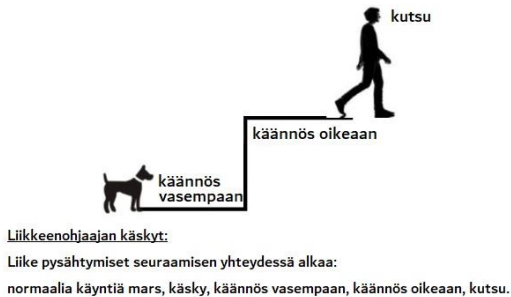 kutsu
käännös oikeaan
käännös
vasempaan
Liikkeenohjaajan käskyt:
Liike pysähtymiset seuraamisen yhteydessä alkaa:
normaalia käyntiä mars, käsky, käännös vasempaan, käännös oikeaan, kutsu.